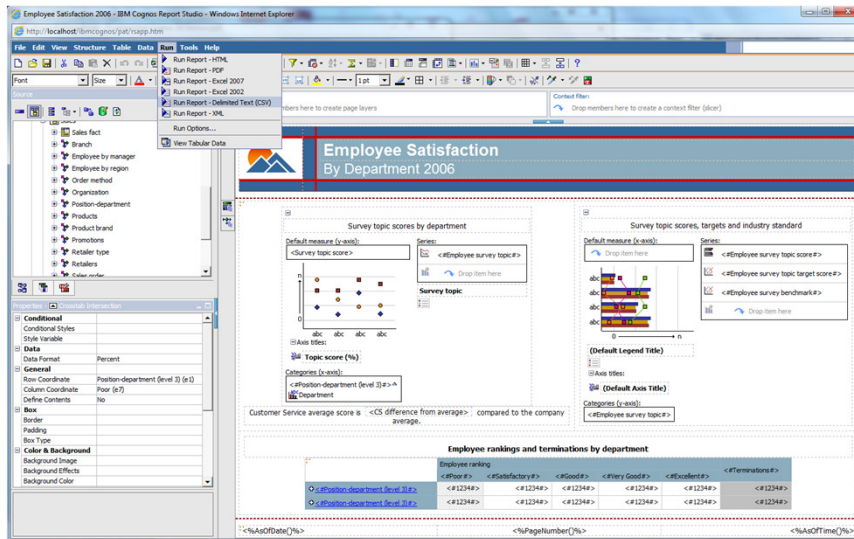 Employee Satisfaction 2006 - IBM Cognos Report Studio - Windows Internet Explorer
http://localhost/ibmcognos/pat/rsapp.htm
File Edit View Structure Table Data Run Tools Help
Run Report - HTML
Run Report - PDF
Run Report - Excel 2007
Run Report - Excel 2002
Run Report - Delimited Text (CSV)
Run Report - XML
Run Options...
View Tabular Data
Font
Size
1 pt
Source
Sales fact
Branch
Employee by manager
Employee by region
Order method
Organization
Position-department
Products
Product brand
Promotions
Retailer type
Retailers
Sales order
members here to create page layers
Context filter:
Drop members here to create a context filter (slicer)
Employee Satisfaction
By Department 2006
Survey topic scores by department
Default measure (y-axis):
<Survey topic score>
Series:
<#Employee survey topic#>
Drop item here
Survey topic
n
0
abc abc abc abc
Axis titles:
Topic score (%)
Categories (x-axis):
<#Position-department (level 3)#>
Department
Survey topic scores, targets and industry standard
Default measure (x-axis):
Drop item here
Series:
<#Employee survey topic score#>
<#Employee survey topic target score#>
<#Employee survey benchmark#>
Drop item here
abc
abc
abc
abc
0 n
(Default Legend Title)
Axis titles:
(Default Axis Title)
Categories (y-axis):
<#Employee survey topic#>
Customer Service average score is <CS difference from average> compared to the company
average.
Employee rankings and terminations by department
Employee ranking
<#Poor#> <#Satisfactory#> <#Good#> <#Very Good#> <#Excellent#> <#Terminations#>
<#Position-department (level 3)#> <#1234#> <#1234#> <#1234#> <#1234#> <#1234#> <#1234#>
<#Position-department (level 3)#> <#1234#> <#1234#> <#1234#> <#1234#> <#1234#> <#1234#>
<%AsOfDate()%> <%PageNumber()%> <%AsOfTime()%>
Properties Crosstab Intersection
Conditional
Conditional Styles
Style Variable
Data
Data Format Percent
General
Row Coordinate Position-department (level 3) (e1)
Column Coordinate Poor (e7)
Define Contents No
Box
Border
Padding
Box Type
Color & Background
Background Image
Background Effects
Background Color